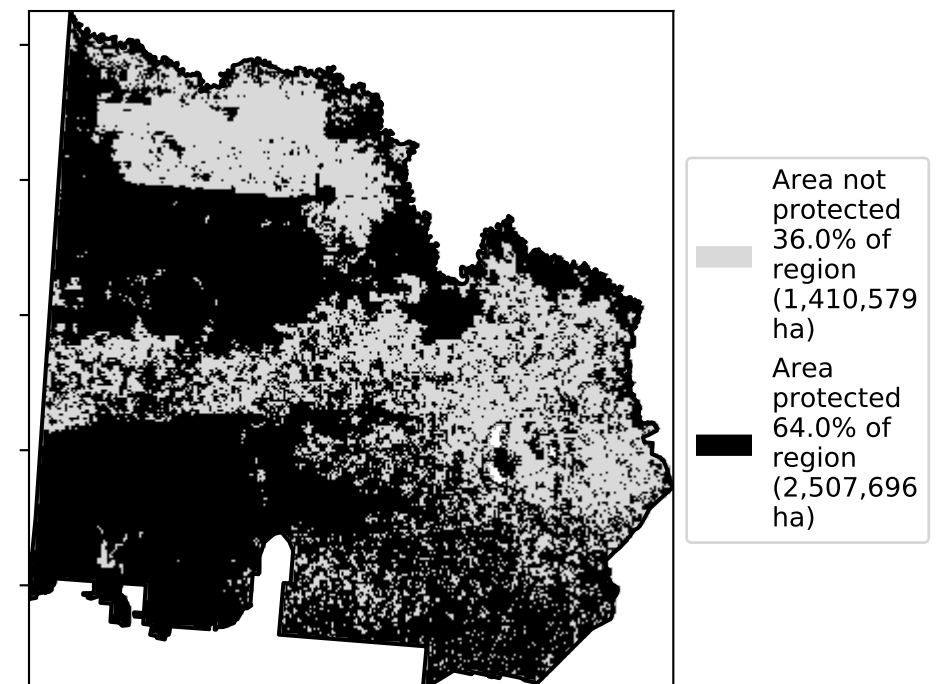 Area not
protected
36.0% of
region
(1,410,579
ha)
Area
protected
64.0% of
region
(2,507,696
ha)